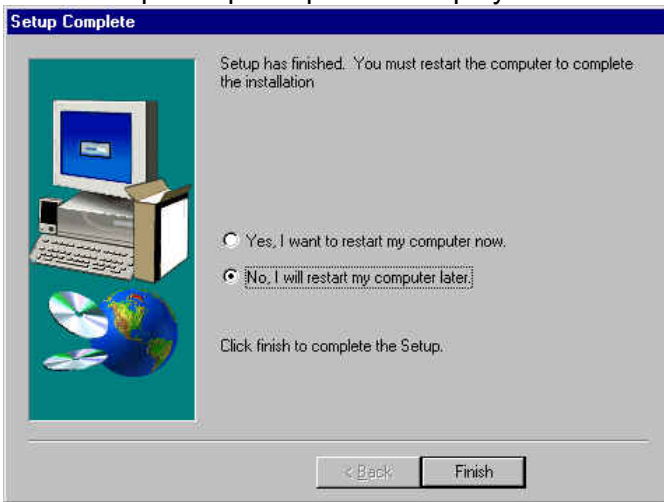 Setup Complete
Setup has finished. You must restart the computer to complete
the installation
Yes, I want to restart my computer now.
No, I will restart my computer later.
Click finish to complete the Setup.
< Back
Finish